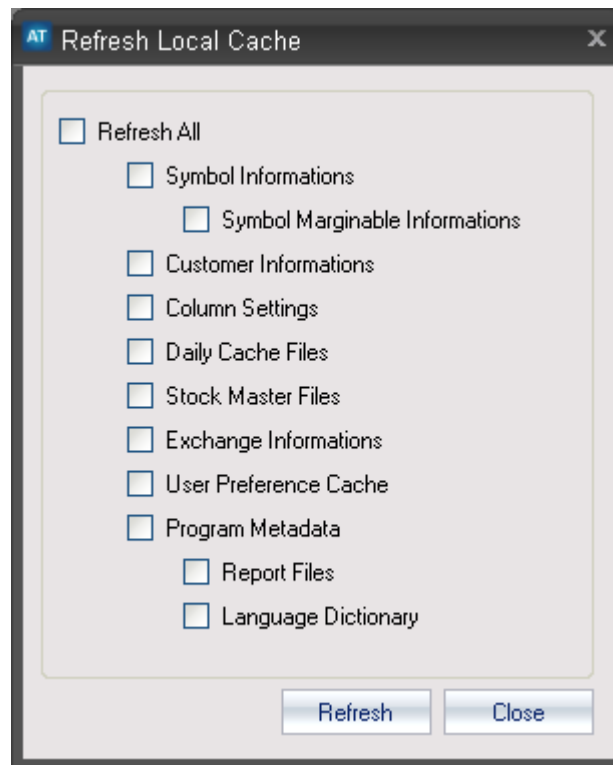 AT Refresh Local Cache X
Refresh All
Symbol Informations
Symbol Marginable Informations
Customer Informations
Column Settings
Daily Cache Files
Stock Master Files
Exchange Informations
User Preference Cache
Program Metadata
Report Files
Language Dictionary
Refresh Close